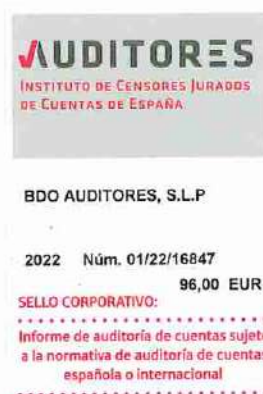 AUDITORES
INSTITUTO DE CENSORES JURADOS
DE CUENTAS DE ESPAÑA
BDO AUDITORES, S.L.P
2022 Núm. 01/22/16847
96,00 EUR
SELLO CORPORATIVO:
Informe de auditoría de cuentas sujeto
a la normativa de auditoría de cuentas
española o internacional